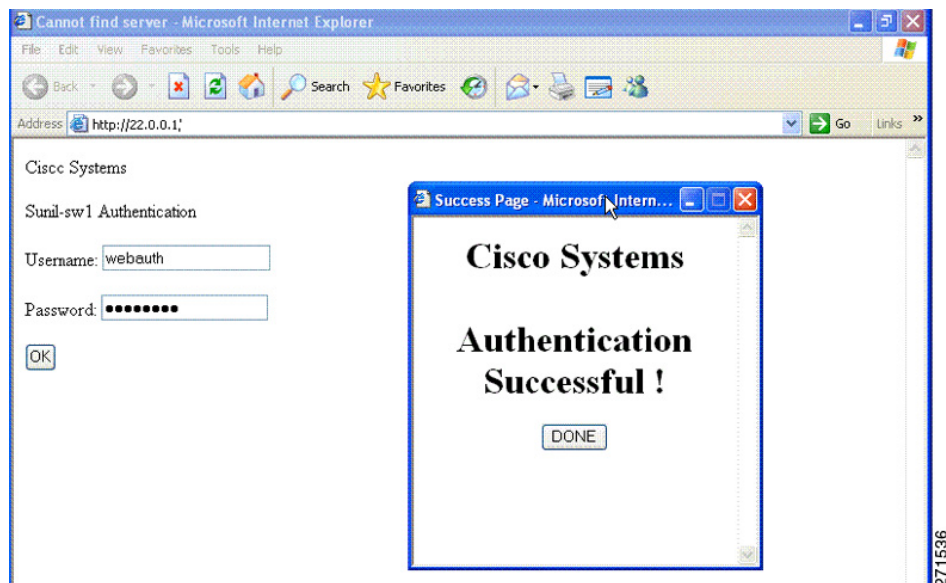 Cannot find server - Microsoft Internet Explorer
File Edit View Favorites Tools Help
Back Search Favorites
Address http://22.0.0.1;' Go Links »
Ciscc Systems
Sunil-sw1 Authentication
Username: webauth
Password: ••••••••
OK
Success Page - Microsoft Intern...
Cisco Systems
Authentication
Successful !
DONE
271536